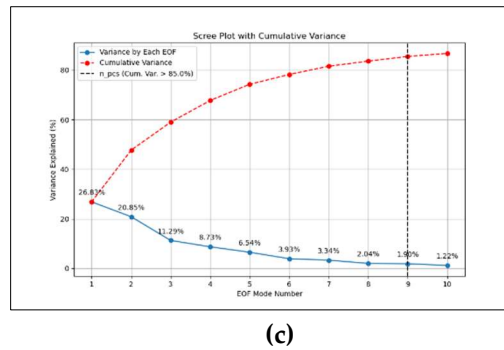 Scree Plot with Cumulative Variance
Variance by Each EOF
Cumulative Variance
n_pcs (Cum. Var. > 85.0%)
Variance Explained (%)
80
60
40
20
0
26.83%
20.85%
11.29%
8.73%
6.54%
3.93%
3.34%
2.04%
1.90%
1.22%
1 2 3 4 5 6 7 8 9 10
EOF Mode Number
(c)